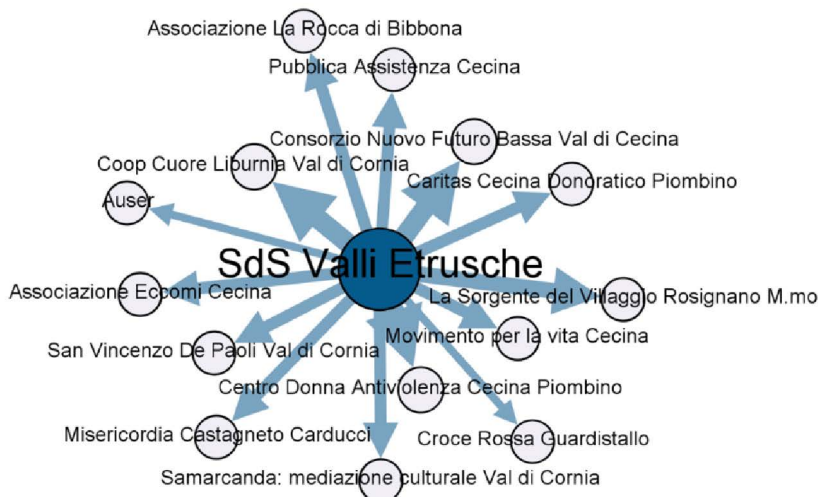 Associazione La Rocca di Bibbona
Pubblica Assistenza Cecina
Consorzio Nuovo Futuro Bassa Val di Cecina
Coop Cuore Liburnia Val di Cornia
Caritas Cecina Donoratico Piombino
Auser
SdS Valli Etrusche
Associazione Eccomi Cecina
La Sorgente del Villaggio Rosignano M.mo
Movimento per la vita Cecina
San Vincenzo De Paoli Val di Cornia
Centro Donna Antiviolenza Cecina Piombino
Misericordia Castagneto Carducci
Croce Rossa Guardistallo
Samarcanda: mediazione culturale Val di Cornia